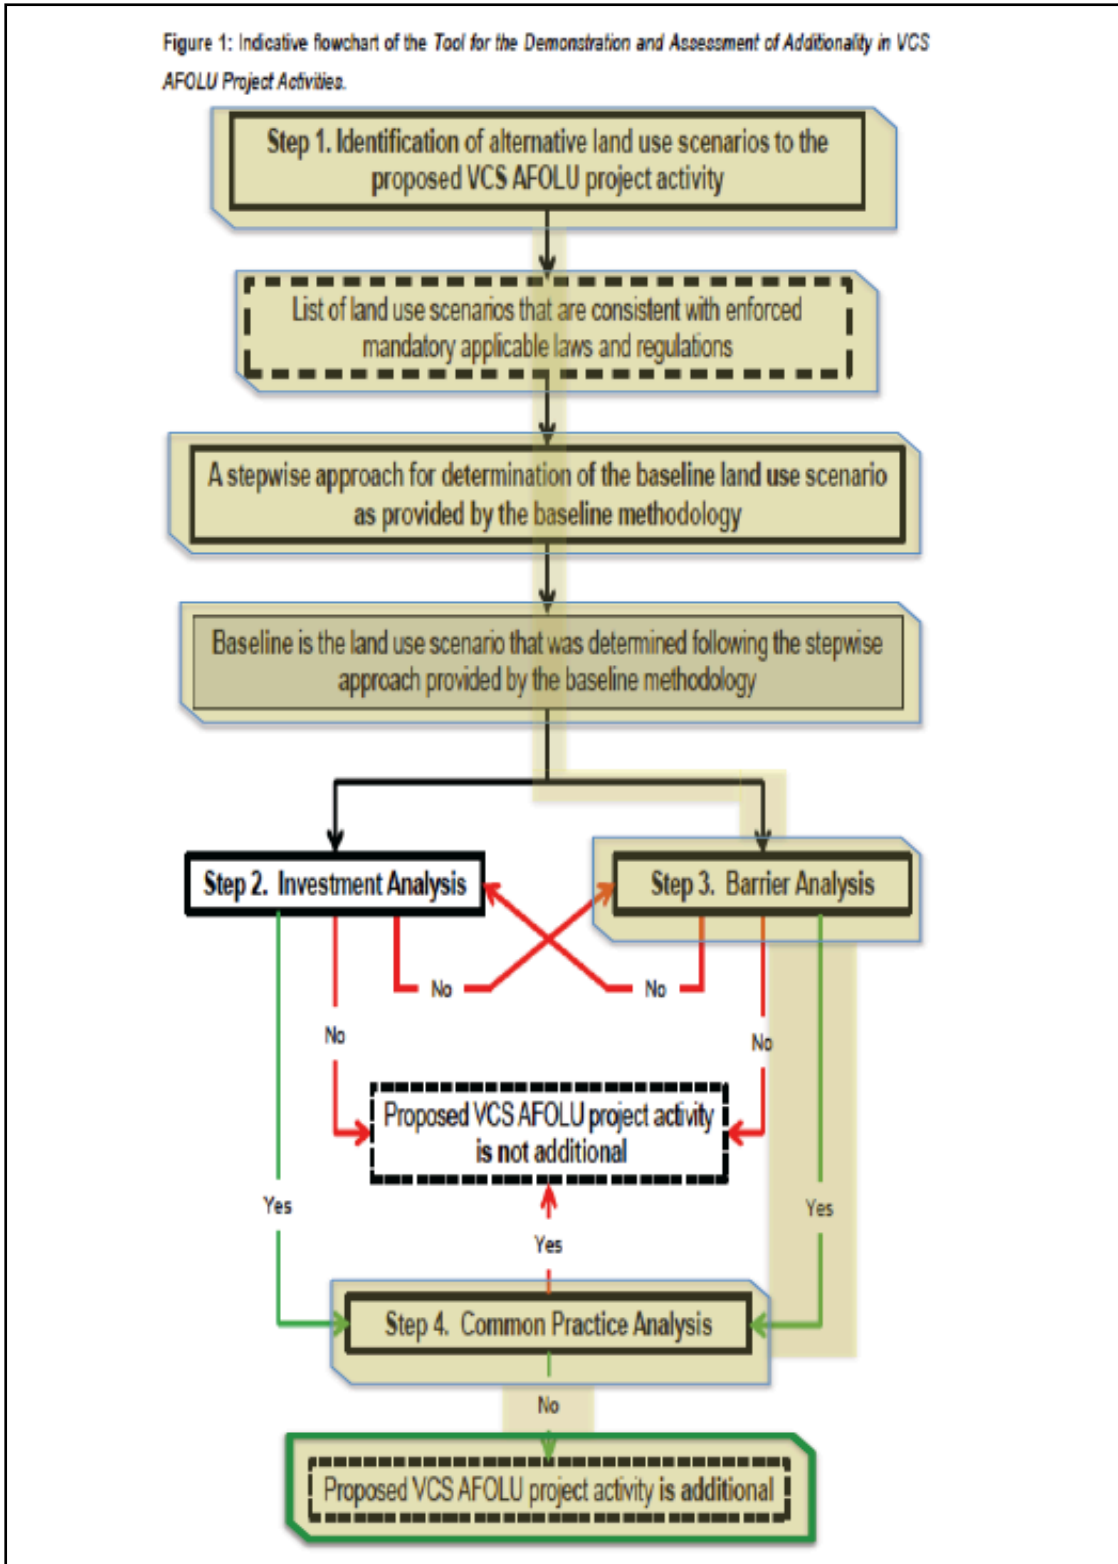 Figure 1: Indicative flowchart of the Tool for the Demonstration and Assessment of Additionality in VCS
AFOLU Project Activities.
Step 1. Identification of alternative land use scenarios to the
proposed VCS AFOLU project activity
List of land use scenarios that are consistent with enforced
mandatory applicable laws and regulations
A stepwise approach for determination of the baseline land use scenario
as provided by the baseline methodology
Baseline is the land use scenario that was determined following the stepwise
approach provided by the baseline methodology
Step 2. Investment Analysis
Step 3. Barrier Analysis
No
No
No
No
Proposed VCS AFOLU project activity
is not additional
Yes
Yes
Yes
Step 4. Common Practice Analysis
No
Proposed VCS AFOLU project activity is additional